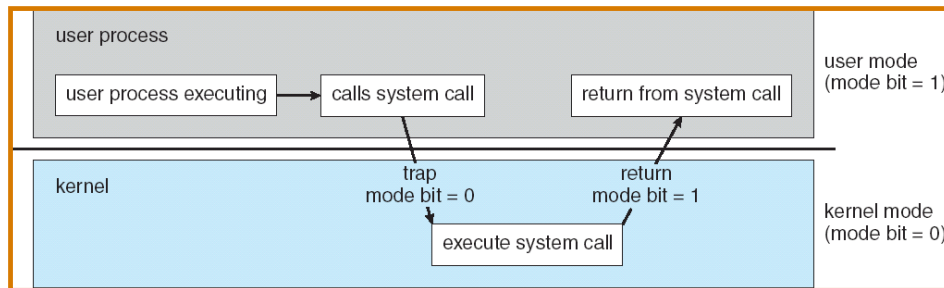 user process
user process executing
calls system call
return from system call
user mode
(mode bit = 1)
kernel
trap
mode bit = 0
return
mode bit = 1
execute system call
kernel mode
(mode bit = 0)